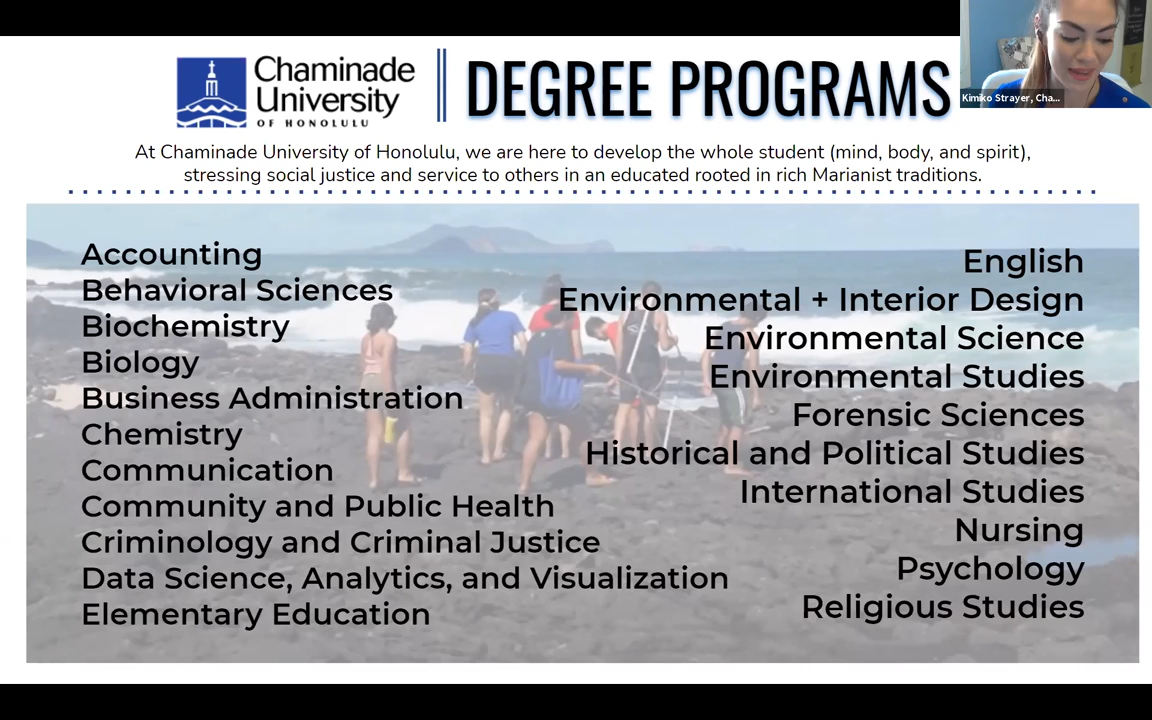 Chaminade
University
OF HONOLULU
DEGREE PROGRAMS
Kimiko Strayer, Cha...
At Chaminade University of Honolulu, we are here to develop the whole student (mind, body, and spirit),
stressing social justice and service to others in an educated rooted in rich Marianist traditions.
Accounting
Behavioral Sciences
Biochemistry
Biology
Business Administration
Chemistry
Communication
Community and Public Health
Criminology and Criminal Justice
Data Science, Analytics, and Visualization
Elementary Education
English
Environmental + Interior Design
Environmental Science
Environmental Studies
Forensic Sciences
Historical and Political Studies
International Studies
Nursing
Psychology
Religious Studies